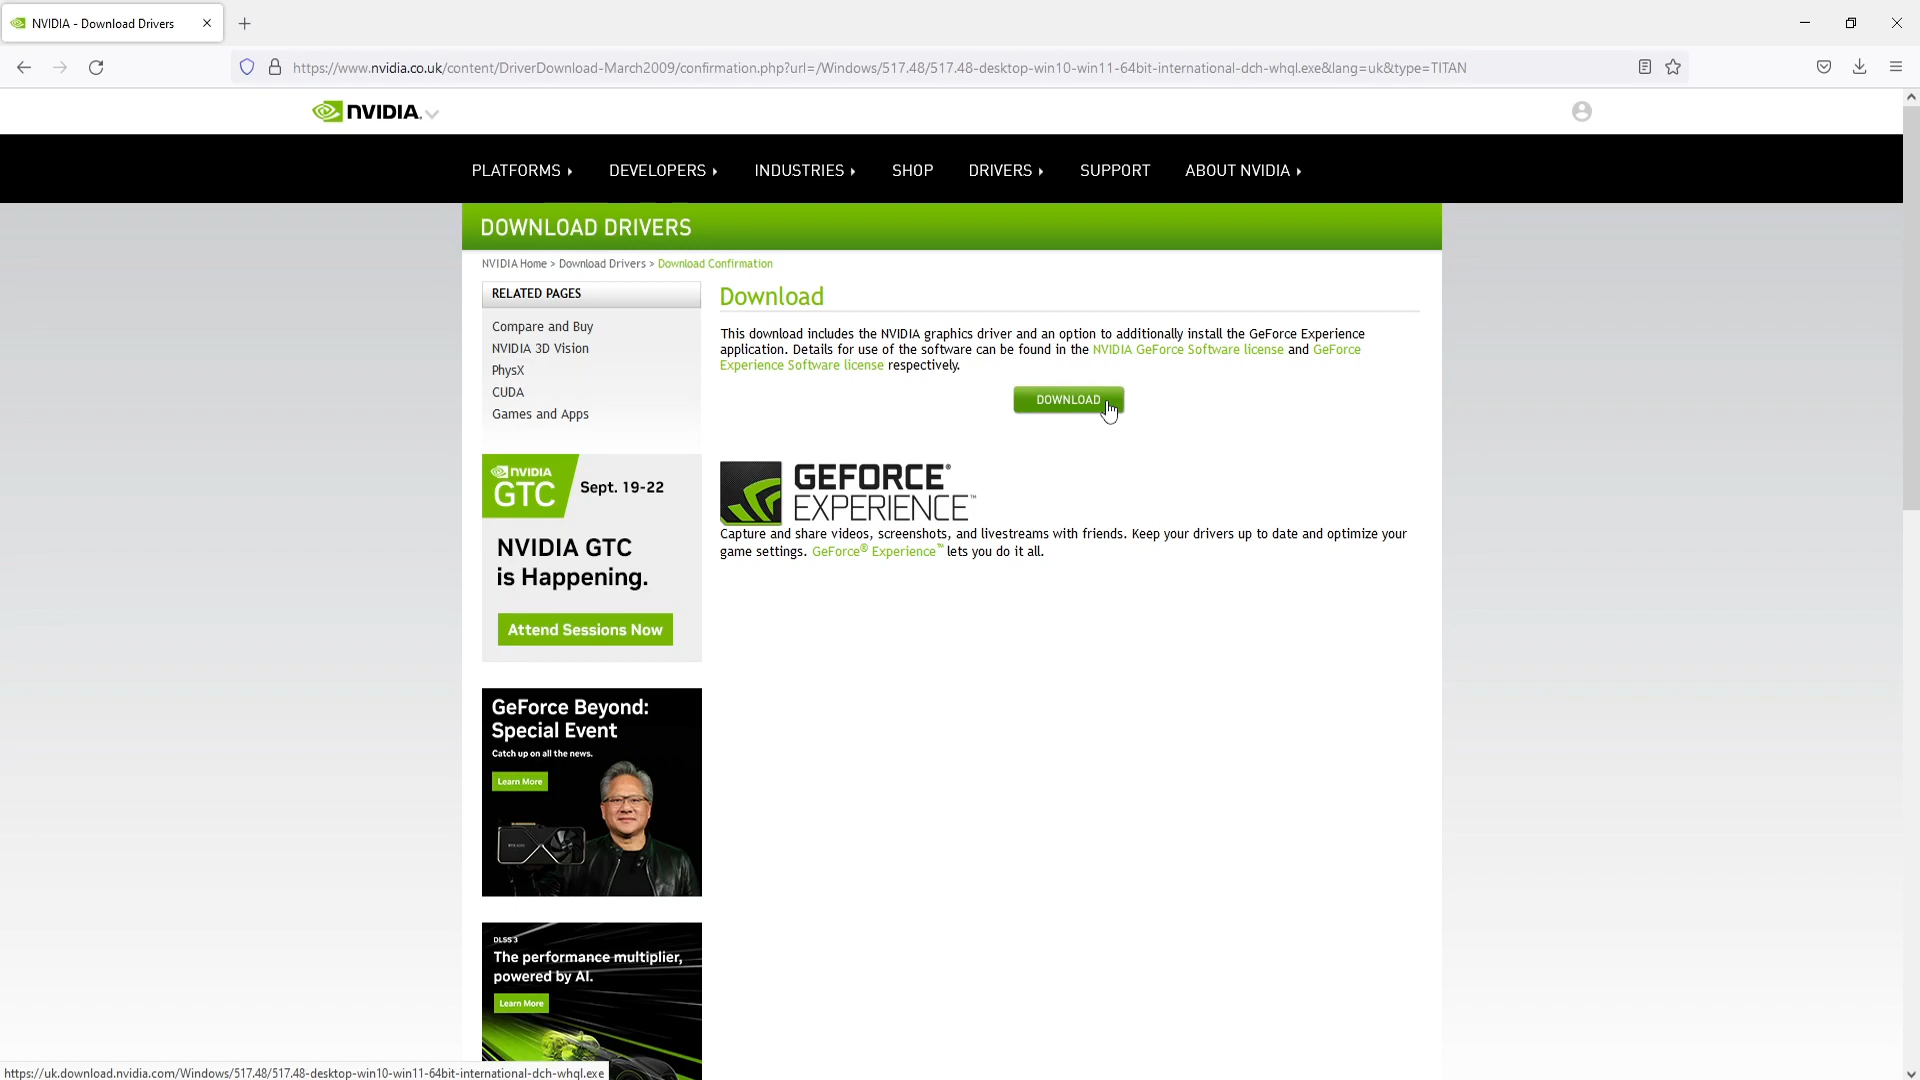 NVIDIA - Download Drivers
https://www.nvidia.co.uk/content/DriverDownload-March2009/confirmation.php?url=/Windows/517.48/517.48-desktop-win10-win11-64bit-international-dch-whql.exe&lang=uk&type=TITAN
NVIDIA.
PLATFORMS DEVELOPERS INDUSTRIES SHOP DRIVERS SUPPORT ABOUT NVIDIA
DOWNLOAD DRIVERS
NVIDIA Home > Download Drivers > Download Confirmation
RELATED PAGES
Compare and Buy
NVIDIA 3D Vision
PhysX
CUDA
Games and Apps
Download
This download includes the NVIDIA graphics driver and an option to additionally install the GeForce Experience
application. Details for use of the software can be found in the NVIDIA GeForce Software license and GeForce
Experience Software license respectively.
DOWNLOAD
GEFORCE®
EXPERIENCE™
Capture and share videos, screenshots, and livestreams with friends. Keep your drivers up to date and optimize your
game settings. GeForce® Experience™ lets you do it all.
NVIDIA
GTC
Sept. 19-22
NVIDIA GTC
is Happening.
Attend Sessions Now
GeForce Beyond:
Special Event
Catch up on all the news.
Learn More
DLSS 3
The performance multiplier,
powered by AI.
Learn More
https://uk.download.nvidia.com/Windows/517.48/517.48-desktop-win10-win11-64bit-international-dch-whql.exe